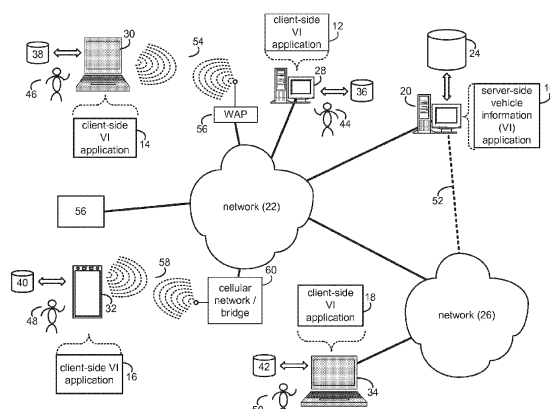 38
30
54
46
client-side
VI
application
14
client-side
VI
application
12
28
36
44
WAP
56
24
20
server-side
vehicle
information
(VI)
application
52
network (22)
56
58
60
cellular
network /
bridge
40
32
48
client-side VI
application
16
client-side
VI
application
18
42
34
network (26)